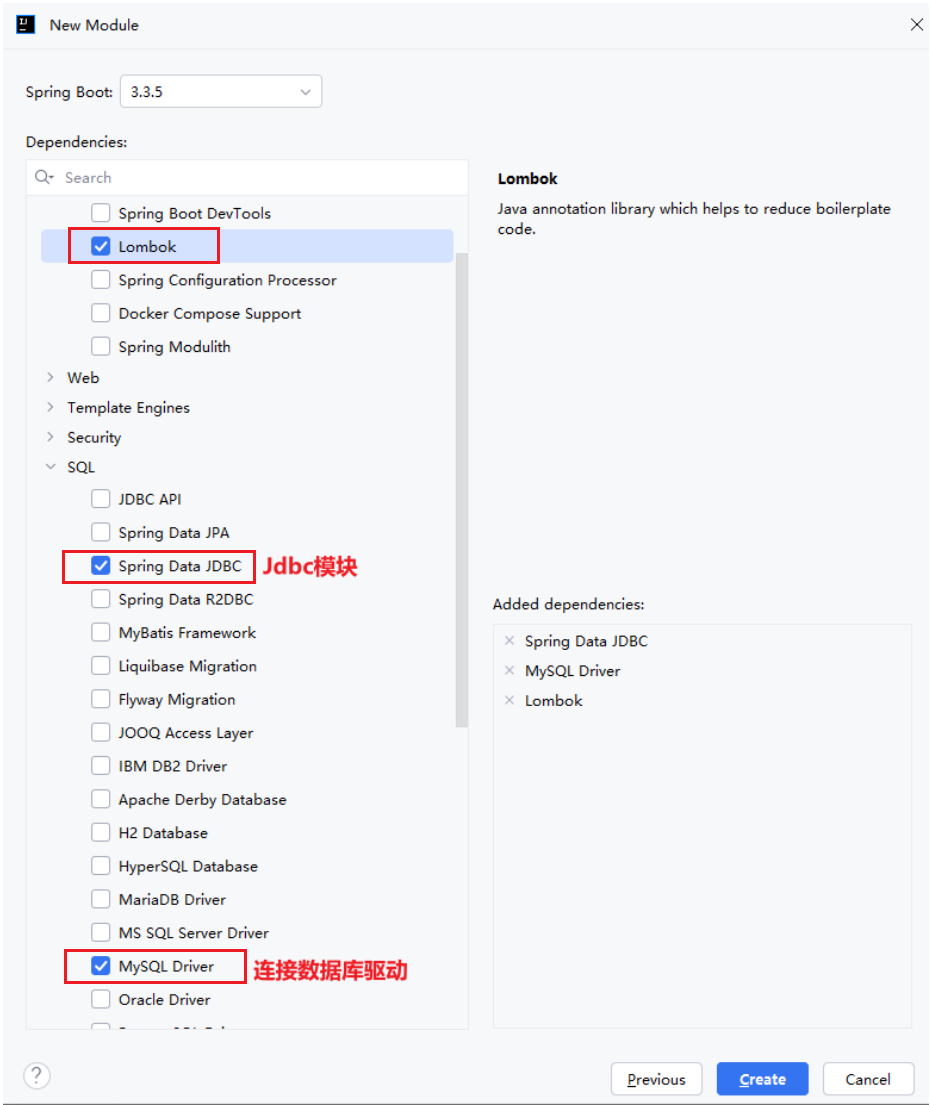 New Module
Spring Boot: 3.3.5
Dependencies:
Search
Spring Boot DevTools
Lombok
Spring Configuration Processor
Docker Compose Support
Spring Modulith
Web
Template Engines
Security
SQL
JDBC API
Spring Data JPA
Spring Data JDBC Jdbc模块
Spring Data R2DBC
MyBatis Framework
Liquibase Migration
Flyway Migration
JOOQ Access Layer
IBM DB2 Driver
Apache Derby Database
H2 Database
HyperSQL Database
MariaDB Driver
MS SQL Server Driver
MySQL Driver 连接数据库驱动
Oracle Driver
Lombok
Java annotation library which helps to reduce boilerplate
code.
Added dependencies:
Spring Data JDBC
MySQL Driver
Lombok
?
Previous
Create
Cancel